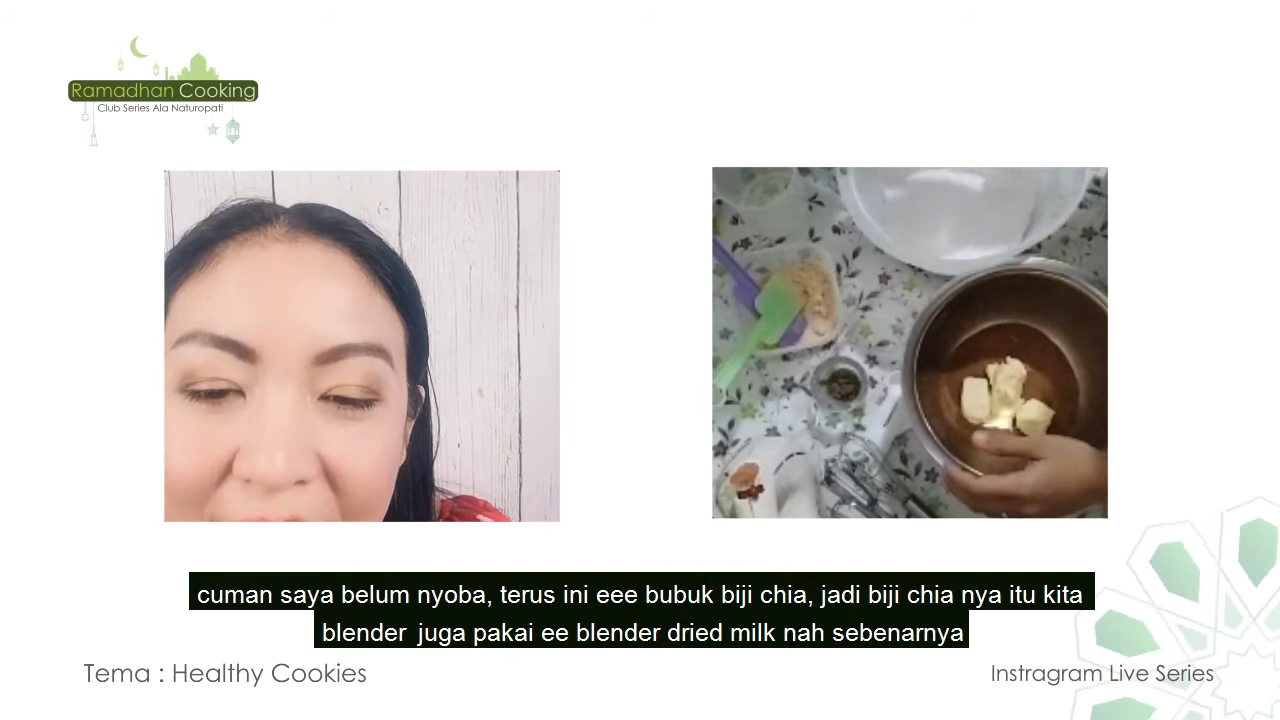 Ramadhan Cooking
Club Series Ala Naturopati
cuman saya belum nyoba, terus ini eee bubuk biji chia, jadi biji chia nya itu kita
blender juga pakai ee blender dried milk nah sebenarnya
Tema : Healthy Cookies
Instragram Live Series